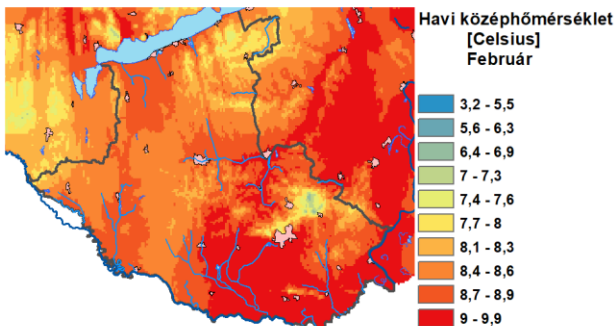 Havi középhőmérséklet
[Celsius]
Február
3,2 - 5,5
5,6 - 6,3
6,4 - 6,9
7 - 7,3
7,4 - 7,6
7,7 - 8
8,1 - 8,3
8,4 - 8,6
8,7 - 8,9
9 - 9,9